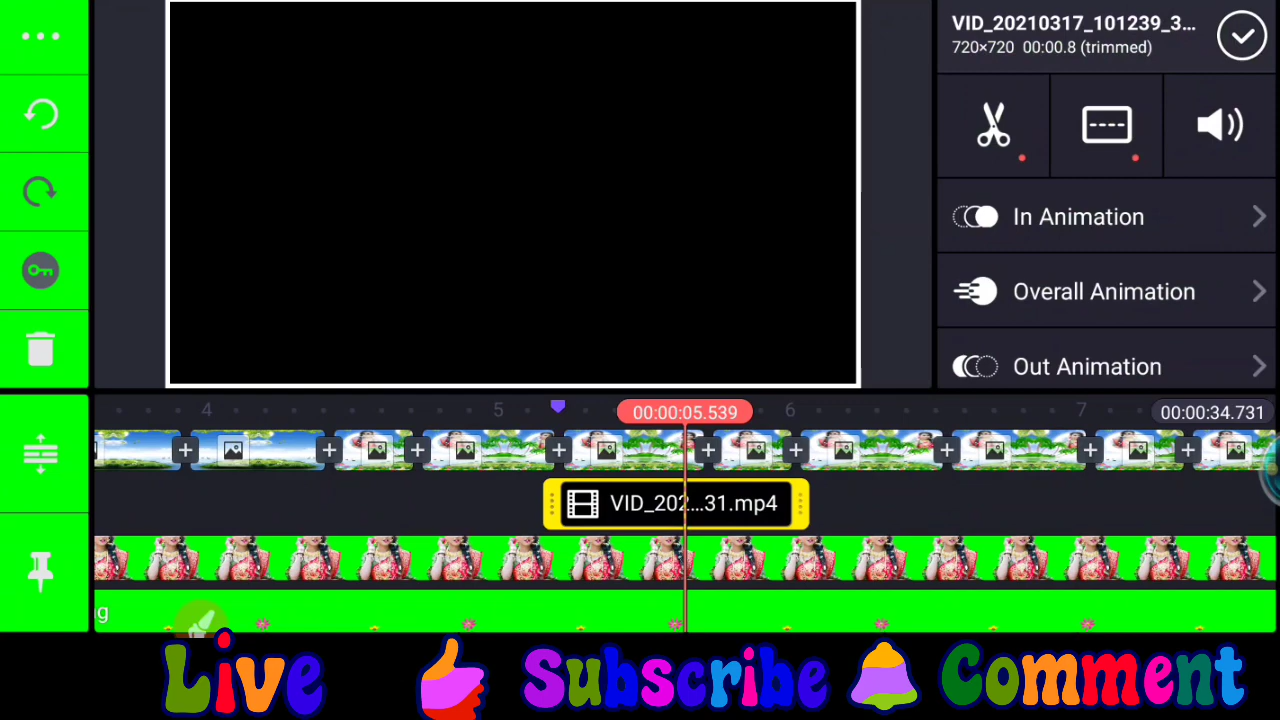 VID_20210317_101239_3...
720×720 00:00.8 (trimmed)
In Animation
Overall Animation
Out Animation
4
5
00:00:05.539
6
7
00:00:34.731
VID_202...31.mp4
g
Live
Subscribe
Comment